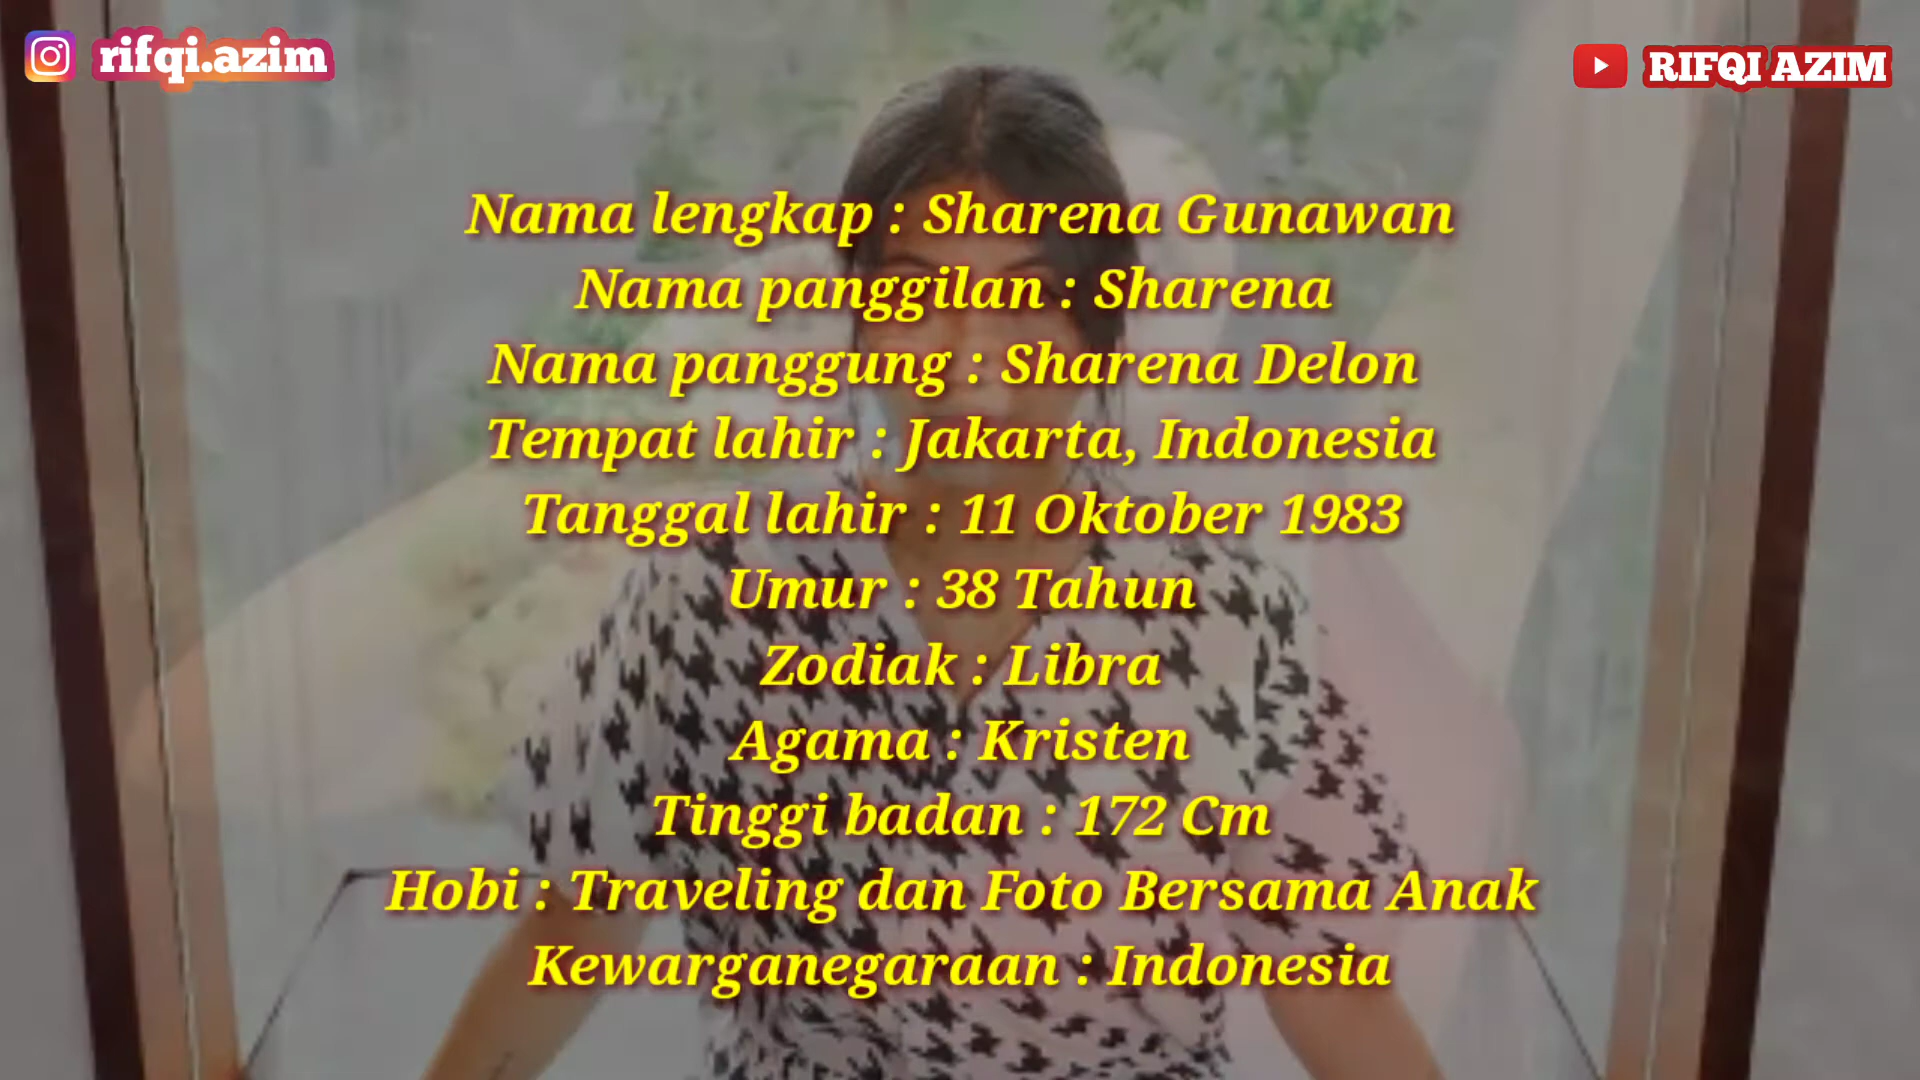 rifqi.azim
RIFQI AZIM
Nama lengkap : Sharena Gunawan
Nama panggilan : Sharena
Nama panggung : Sharena Delon
Tempat lahir : Jakarta, Indonesia
Tanggal lahir : 11 Oktober 1983
Umur : 38 Tahun
Zodiak : Libra
Agama : Kristen
Tinggi badan : 172 Cm
Hobi : Traveling dan Foto Bersama Anak
Kewarganegaraan : Indonesia